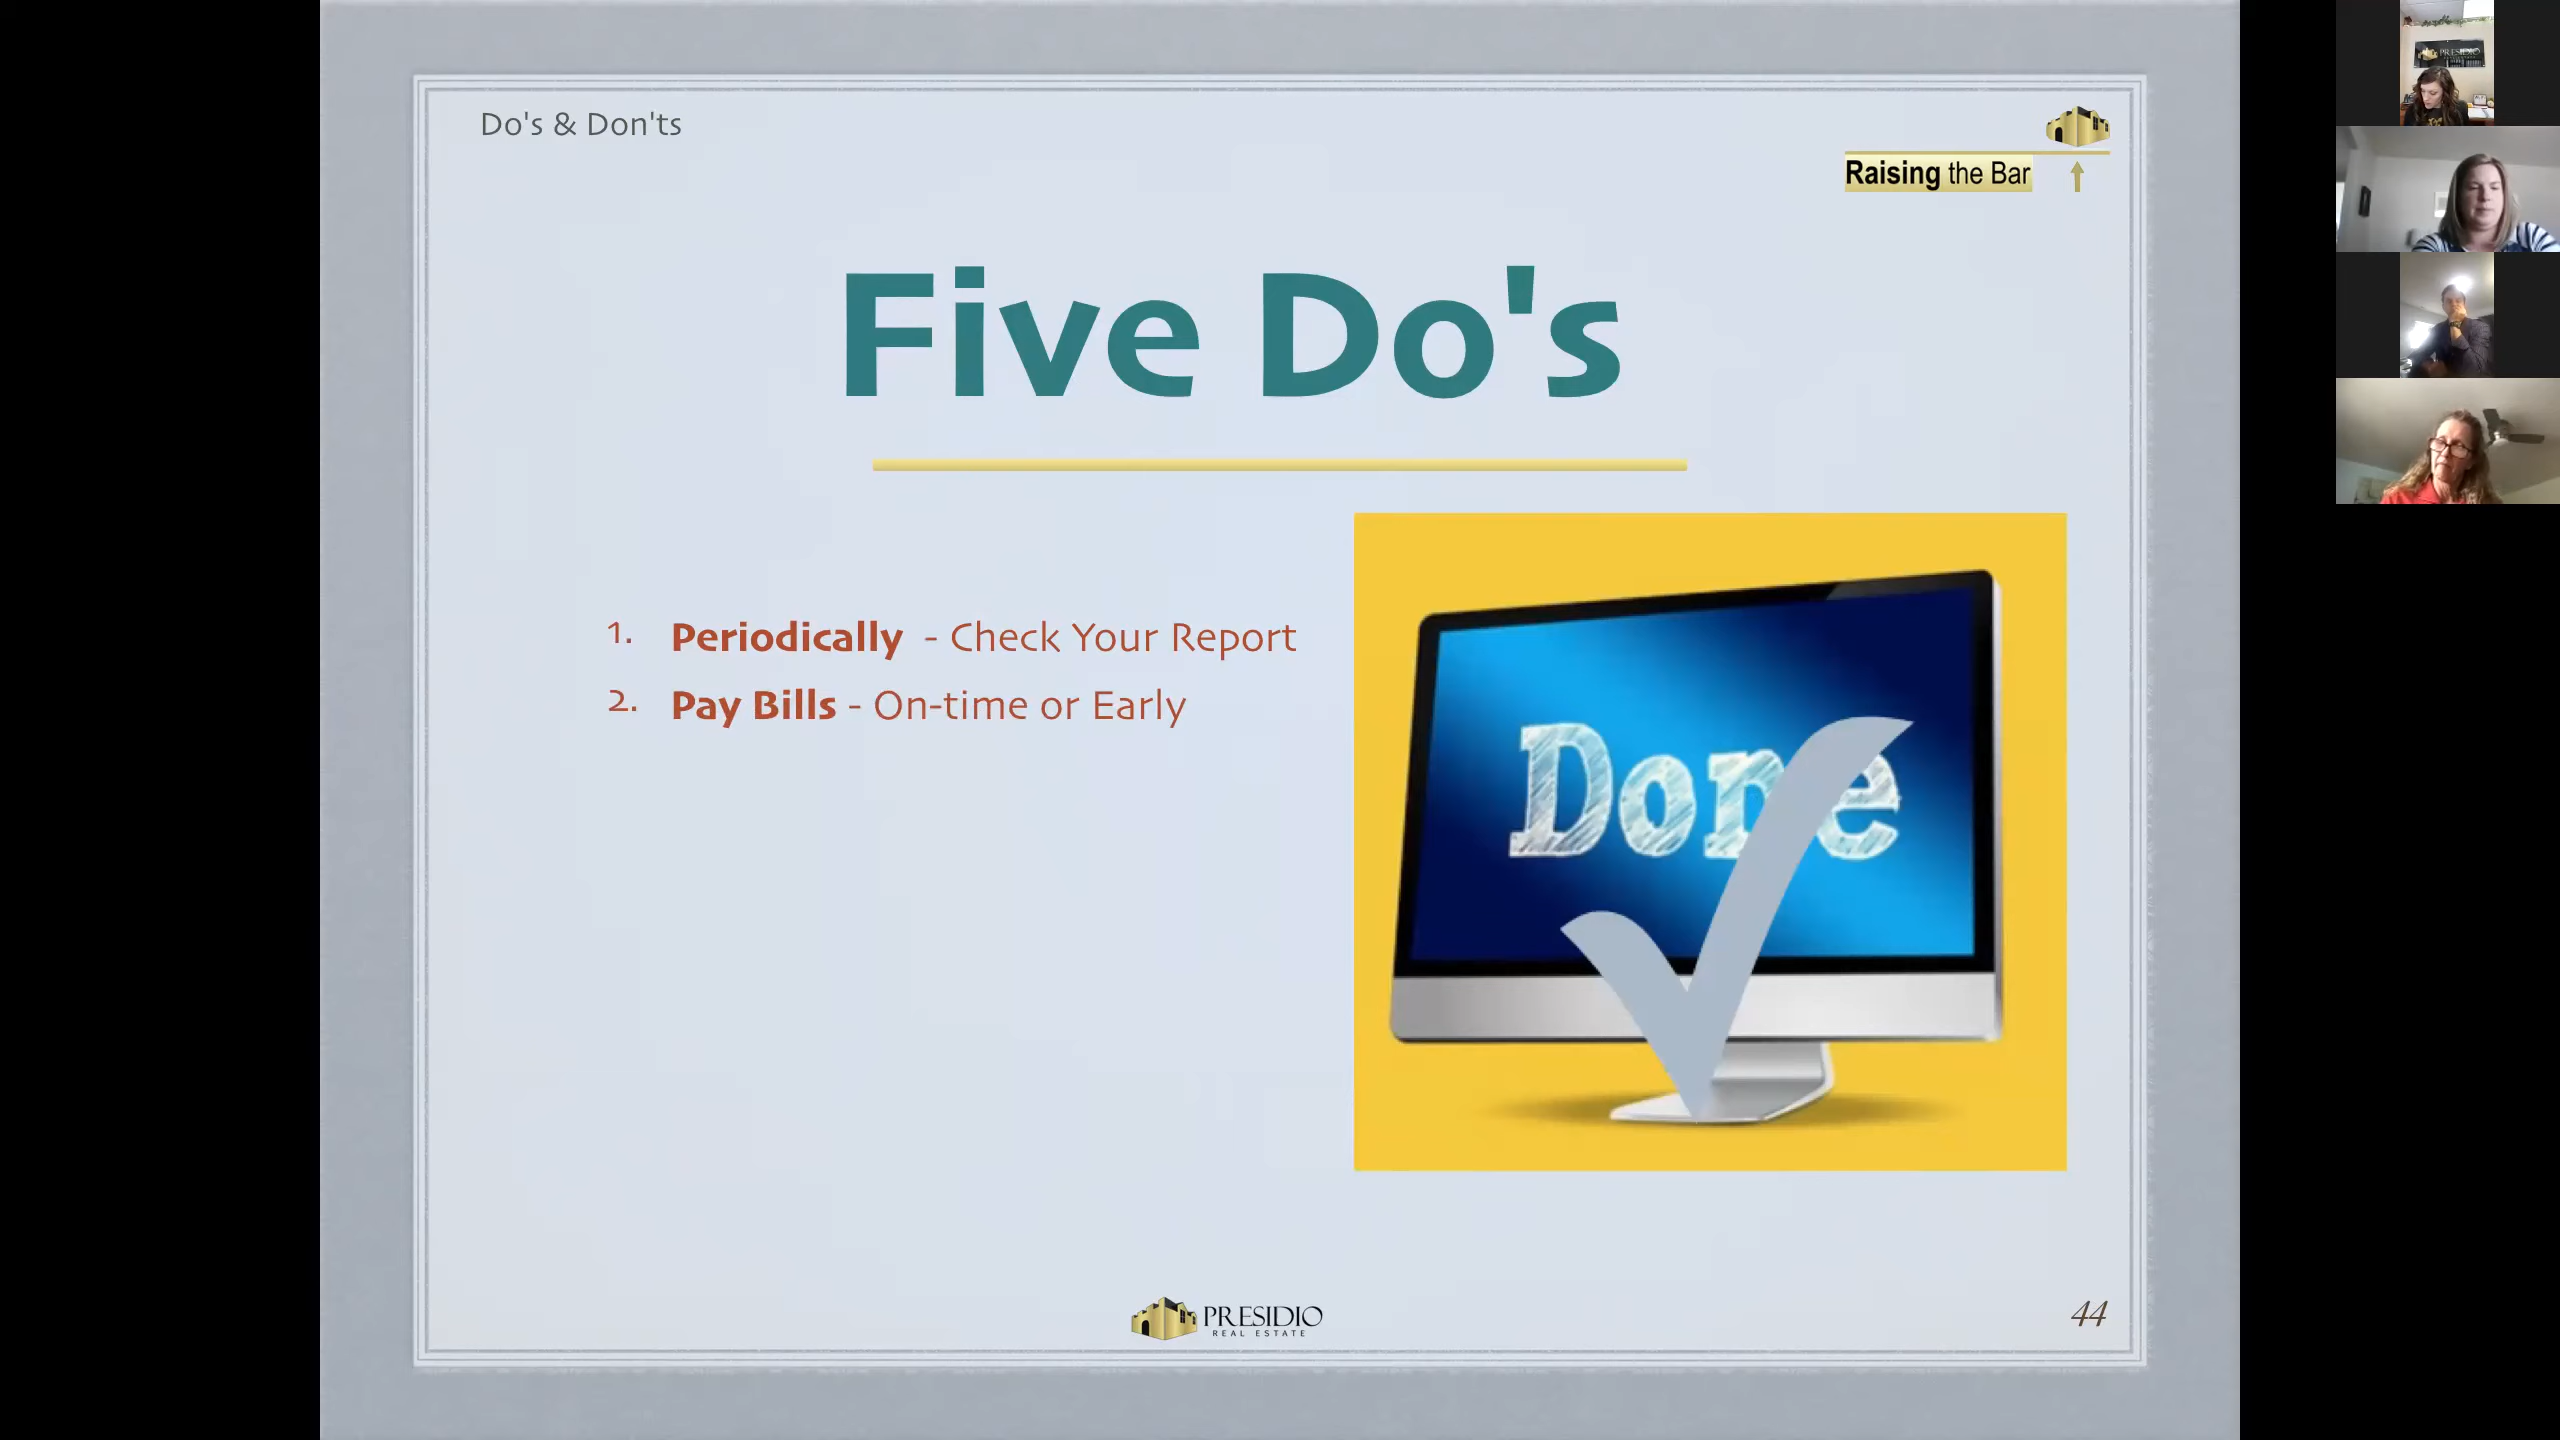 Do's & Don'ts
Raising the Bar
Five Do's
1. Periodically - Check Your Report
2. Pay Bills - On-time or Early
Done
PRESIDIO
REAL ESTATE
44
PRESIDIO